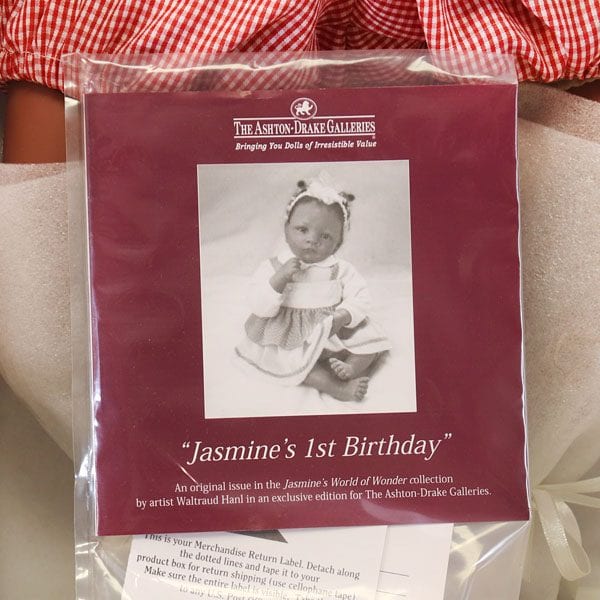 THE ASHTON-DRAKE GALLERIES
Bringing You Dolls of Irresistible Value
"Jasmine's 1st Birthday"
An original issue in the Jasmine's World of Wonder collection
by artist Waltraud Hanl in an exclusive edition for The Ashton-Drake Galleries.
This is your Merchandise Return Label. Detach along
the dotted lines and tape it to your
product box for return shipping (use cellophane tape)
Make sure the entire label is visible.
to any U.S. Post